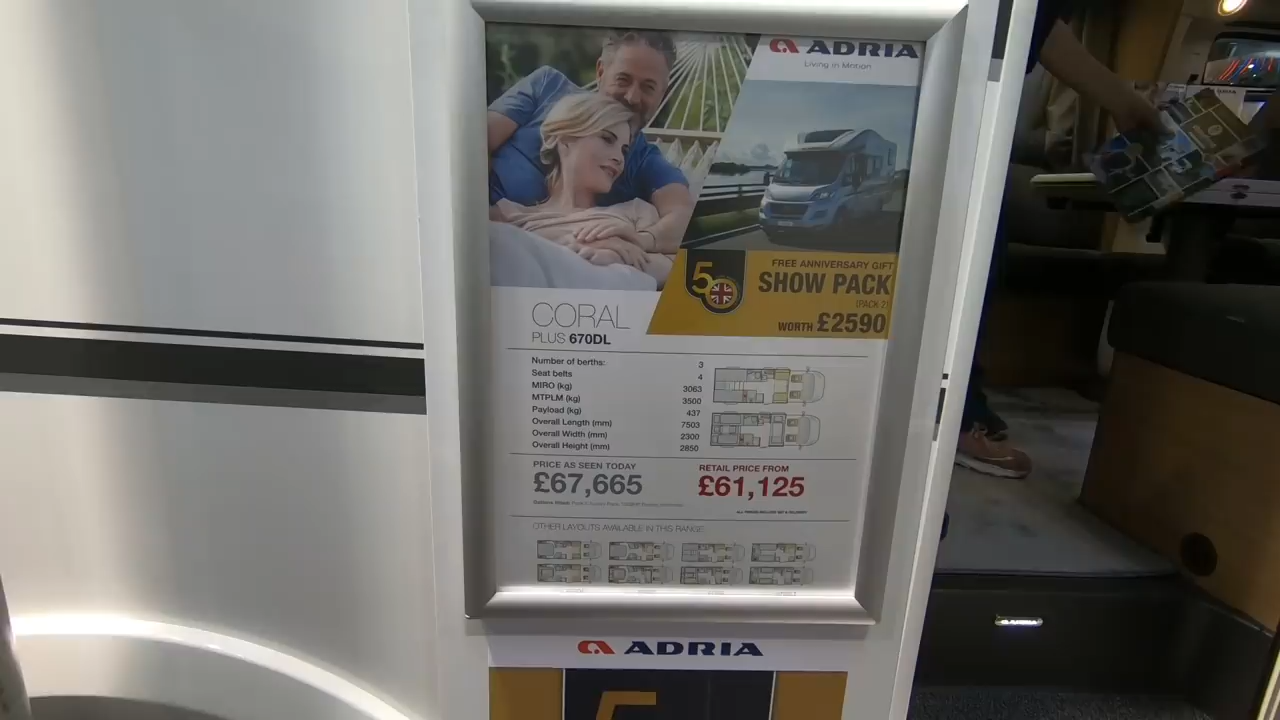 ADRIA
Living in Motion
50
FREE ANNIVERSARY GIFT
SHOW PACK
(PACK 2)
WORTH £2590
CORAL
PLUS 670DL
Number of berths: 3
Seat belts 4
MIRO (kg) 3063
MTPLM (kg) 3500
Payload (kg) 437
Overall Length (mm) 7503
Overall Width (mm) 2300
Overall Height (mm) 2850
PRICE AS SEEN TODAY
£67,665
RETAIL PRICE FROM
£61,125
OTHER LAYOUTS AVAILABLE IN THIS RANGE
ADRIA